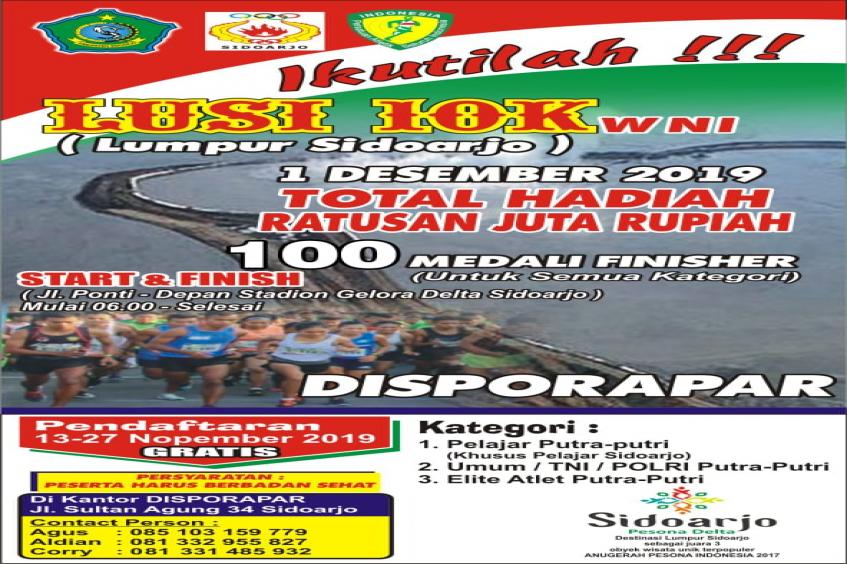 SIDOARJO
INDONESIA
Ikutilah !!!
LUSI 10K WNI
( Lumpur Sidoarjo )
1 DESEMBER 2019
TOTAL HADIAH
RATUSAN JUTA RUPIAH
100 MEDALI FINISHER
(Untuk Semua Kategori)
START & FINISH
( Jl. Ponti - Depan Stadion Gelora Delta Sidoarjo )
Mulai 06.00 - Selesai
DISPORAPAR
Pendaftaran
13-27 Nopember 2019
GRATIS
PERSYARATAN :
PESERTA HARUS BERBADAN SEHAT
Di Kantor DISPORAPAR
Jl. Sultan Agung 34 Sidoarjo
Contact Person :
Agus : 085 103 159 779
Aldian : 081 332 955 827
Corry : 081 331 485 932
Kategori :
1. Pelajar Putra-putri
(Khusus Pelajar Sidoarjo)
2. Umum / TNI / POLRI Putra-Putri
3. Elite Atlet Putra-Putri
Sidoarjo
Pesona Delta
Destinasi Lumpur Sidoarjo
sebagai juara 3
obyek wisata unik terpopuler
ANUGERAH PESONA INDONESIA 2017